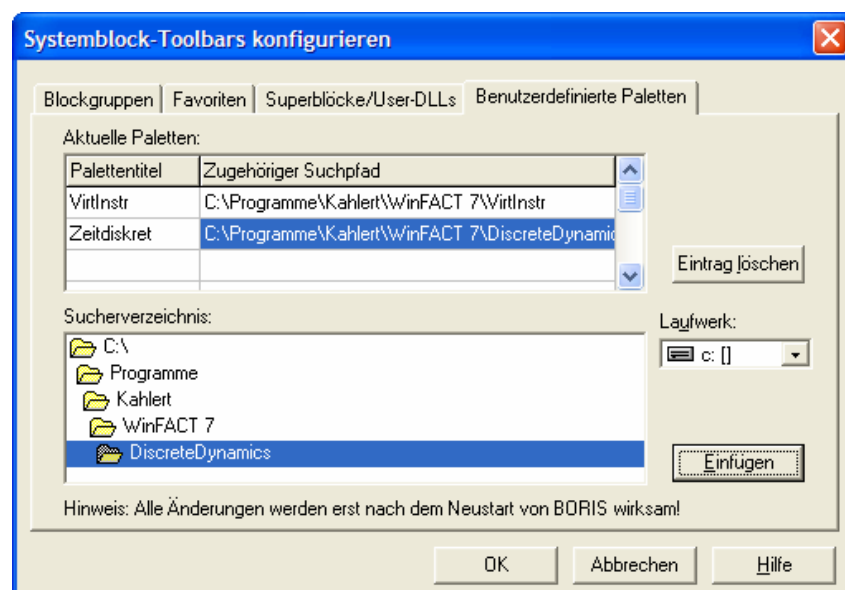 Systemblock-Toolbars konfigurieren
Blockgruppen Favoriten Superblöcke/User-DLLs Benutzerdefinierte Paletten
Aktuelle Paletten:
Palettentitel Zugehöriger Suchpfad
VirtInstr C:\Programme\Kahlert\WinFACT 7\VirtInstr
Zeitdiskret C:\Programme\Kahlert\WinFACT 7\DiscreteDynamic
Eintrag löschen
Sucherverzeichnis:
Laufwerk:
C:\
c: []
Programme
Kahlert
WinFACT 7
DiscreteDynamics
Einfügen
Hinweis: Alle Änderungen werden erst nach dem Neustart von BORIS wirksam!
OK Abbrechen Hilfe